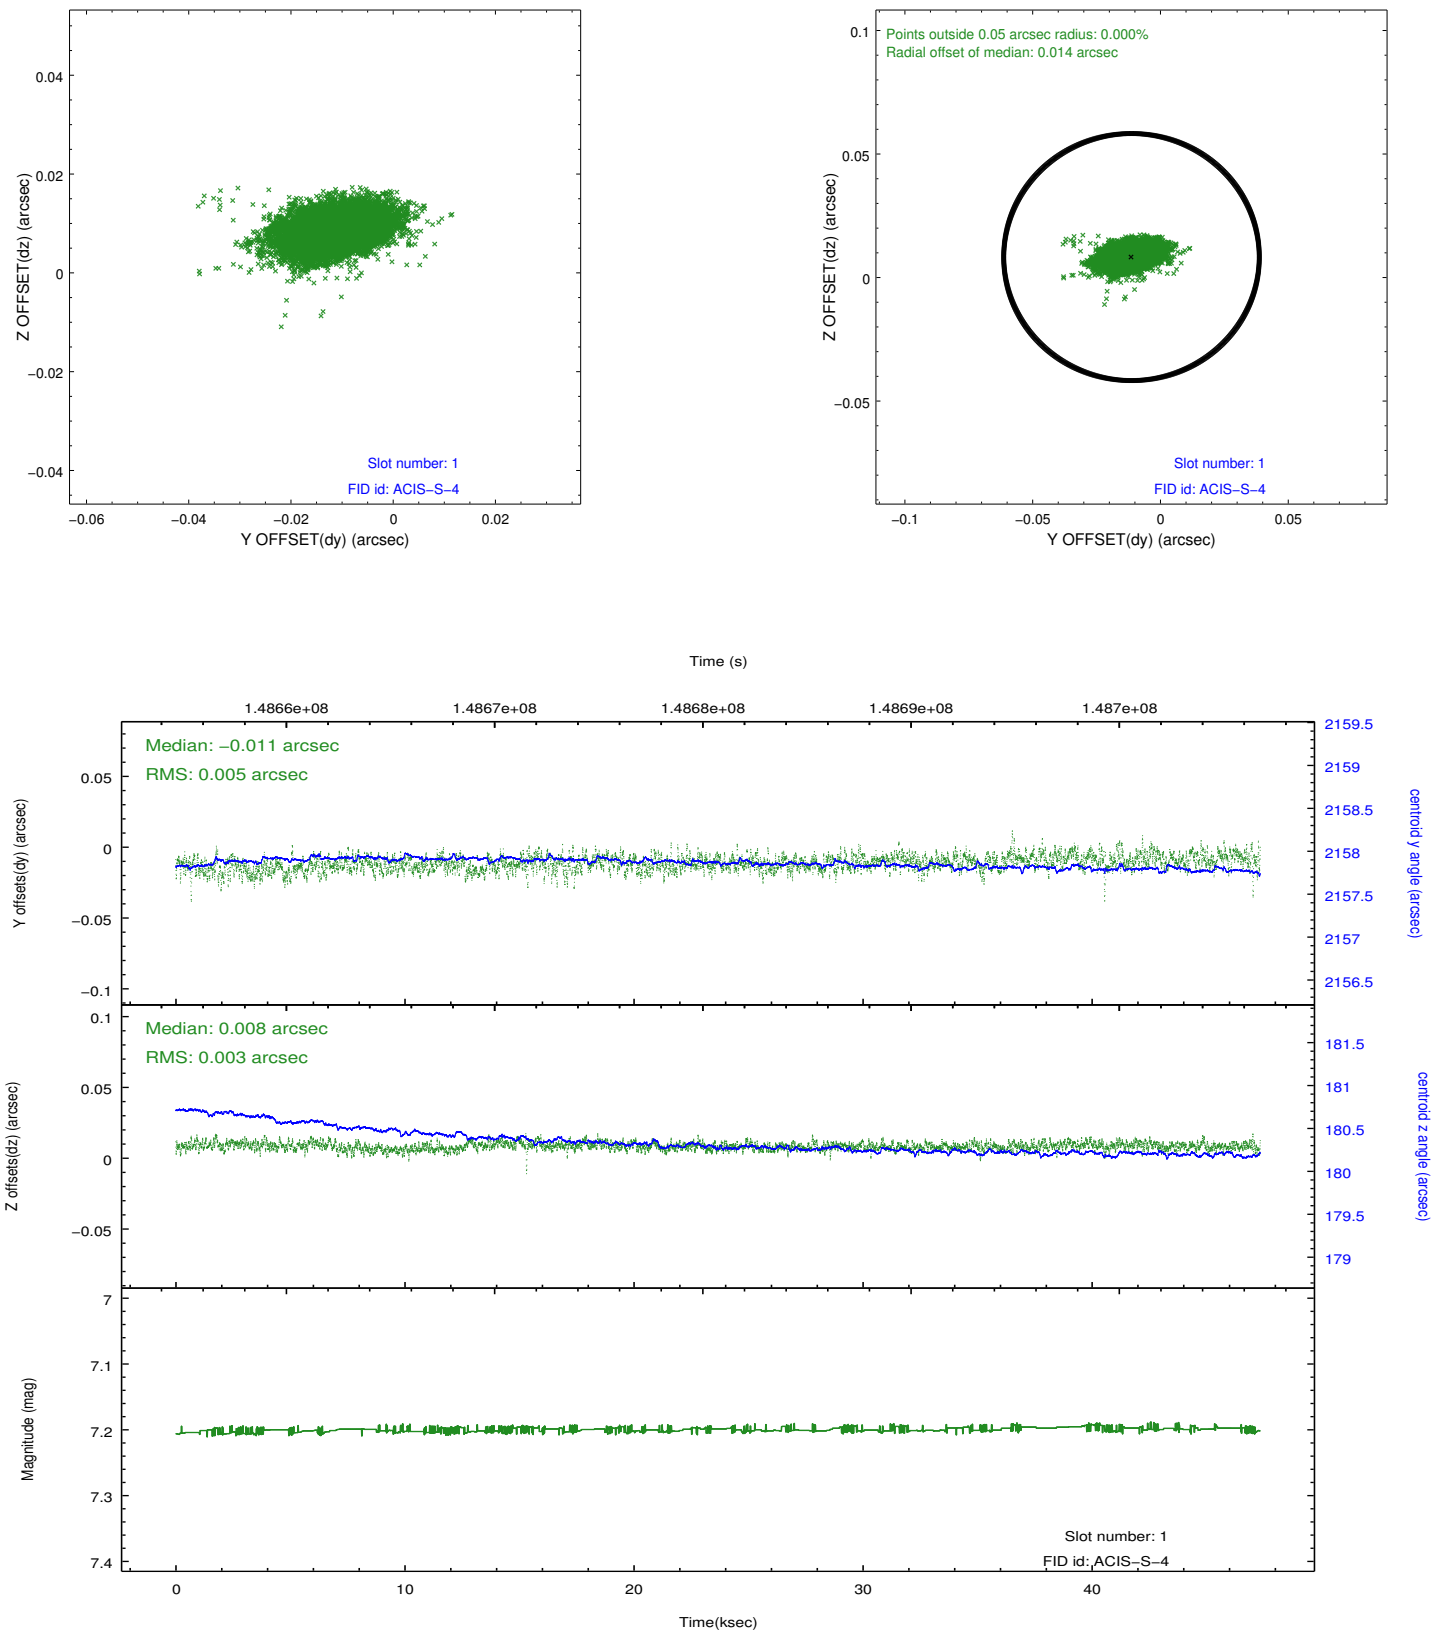 0.04
0.02
0
−0.02
−0.04
Z OFFSET(dz) (arcsec)
Slot number: 1
FID id: ACIS−S−4
−0.06
−0.04
−0.02
0
0.02
Y OFFSET(dy) (arcsec)
Points outside 0.05 arcsec radius: 0.000%
Radial offset of median: 0.014 arcsec
0.1
0.05
0
−0.05
Z OFFSET(dz) (arcsec)
Slot number: 1
FID id: ACIS−S−4
−0.1
−0.05
0
0.05
Y OFFSET(dy) (arcsec)
Time (s)
1.4866e+08
1.4867e+08
1.4868e+08
1.4869e+08
1.487e+08
Median: −0.011 arcsec
RMS: 0.005 arcsec
0.05
0
−0.05
−0.1
Y offsets(dy) (arcsec)
2159.5
2159
2158.5
2158
2157.5
2157
2156.5
centroid y angle (arcsec)
Median: 0.008 arcsec
RMS: 0.003 arcsec
0.1
0.05
0
−0.05
Z offsets(dz) (arcsec)
181.5
181
180.5
180
179.5
179
centroid z angle (arcsec)
7
7.1
7.2
7.3
7.4
Magnitude (mag)
Slot number: 1
FID id: ACIS−S−4
0
10
20
30
40
Time(ksec)